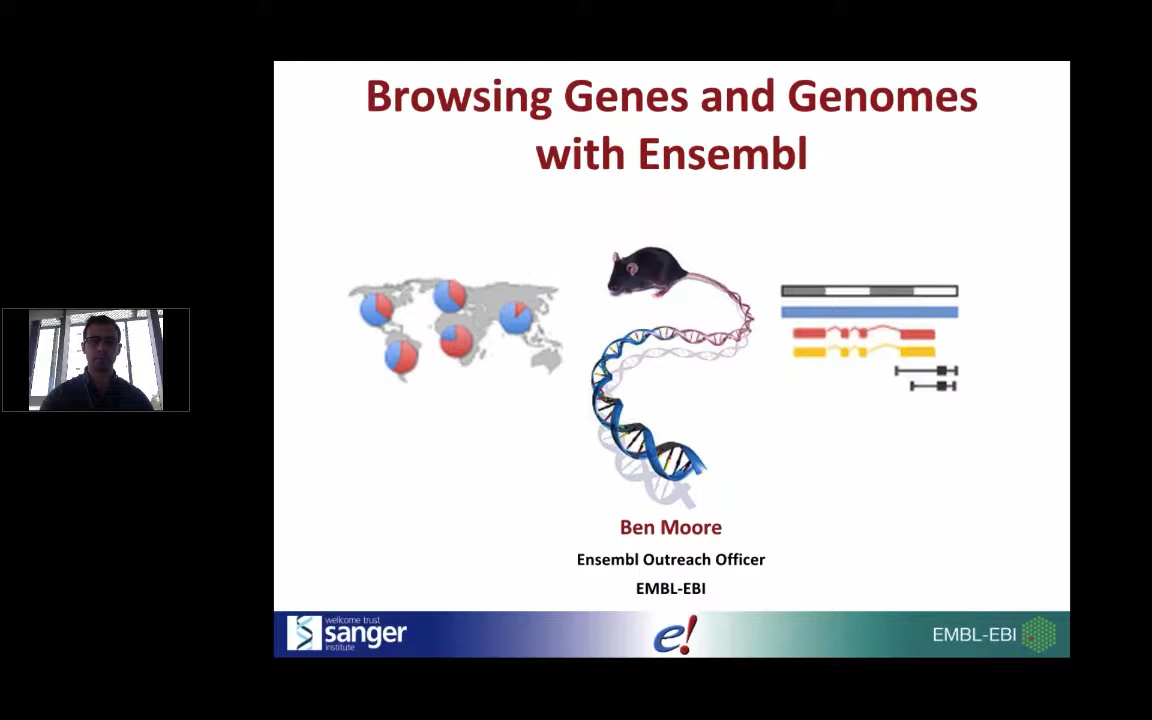 Browsing Genes and Genomes
with Ensembl
Ben Moore
Ensembl Outreach Officer
EMBL-EBI
wellcome trust
sanger
institute
e!
EMBL-EBI